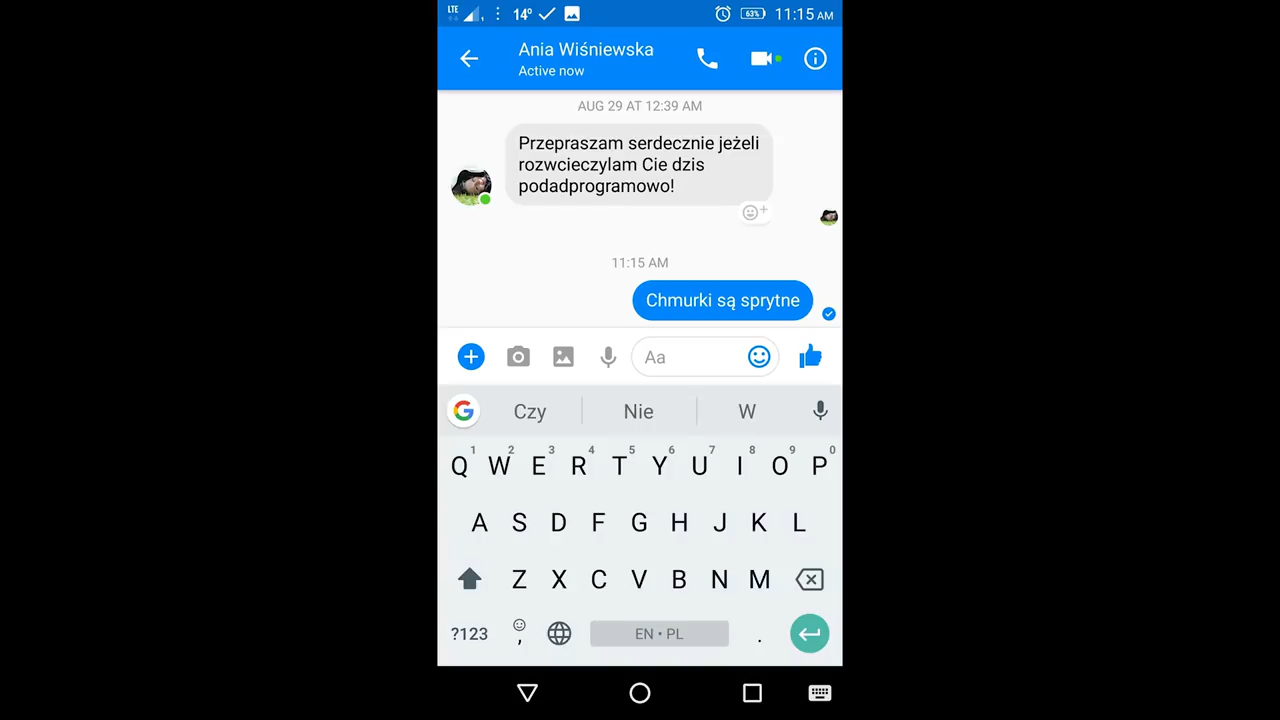 LTE 1 14° 63% 11:15 AM
Ania Wiśniewska
Active now
AUG 29 AT 12:39 AM
Przepraszam serdecznie jeżeli
rozwcieczylam Cie dzis
podadprogramowo!
11:15 AM
Chmurki są sprytne
Aa
G Czy Nie W
1 2 3 4 5 6 7 8 9 0
Q W E R T Y U I O P
A S D F G H J K L
Z X C V B N M
?123 , EN • PL .